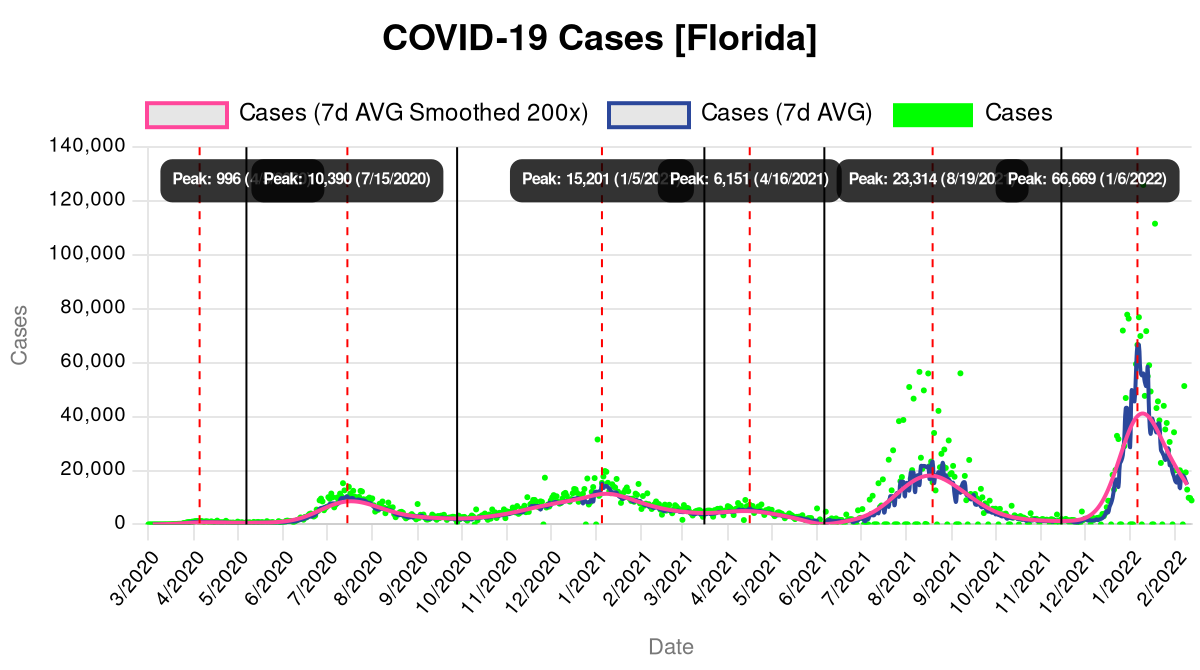 COVID-19 Cases [Florida]
Cases (7d AVG Smoothed 200x)
Cases (7d AVG)
Cases
140,000
120,000
100,000
80,000
60,000
40,000
20,000
0
Cases
Peak: 996 (4/
Peak: 10,390 (7/15/2020)
Peak: 15,201 (1/5/202
Peak: 6,151 (4/16/2021)
Peak: 23,314 (8/19/202
Peak: 66,669 (1/6/2022)
3/2020
4/2020
5/2020
6/2020
7/2020
8/2020
9/2020
10/2020
11/2020
12/2020
1/2021
2/2021
3/2021
4/2021
5/2021
6/2021
7/2021
8/2021
9/2021
10/2021
11/2021
12/2021
1/2022
2/2022
Date